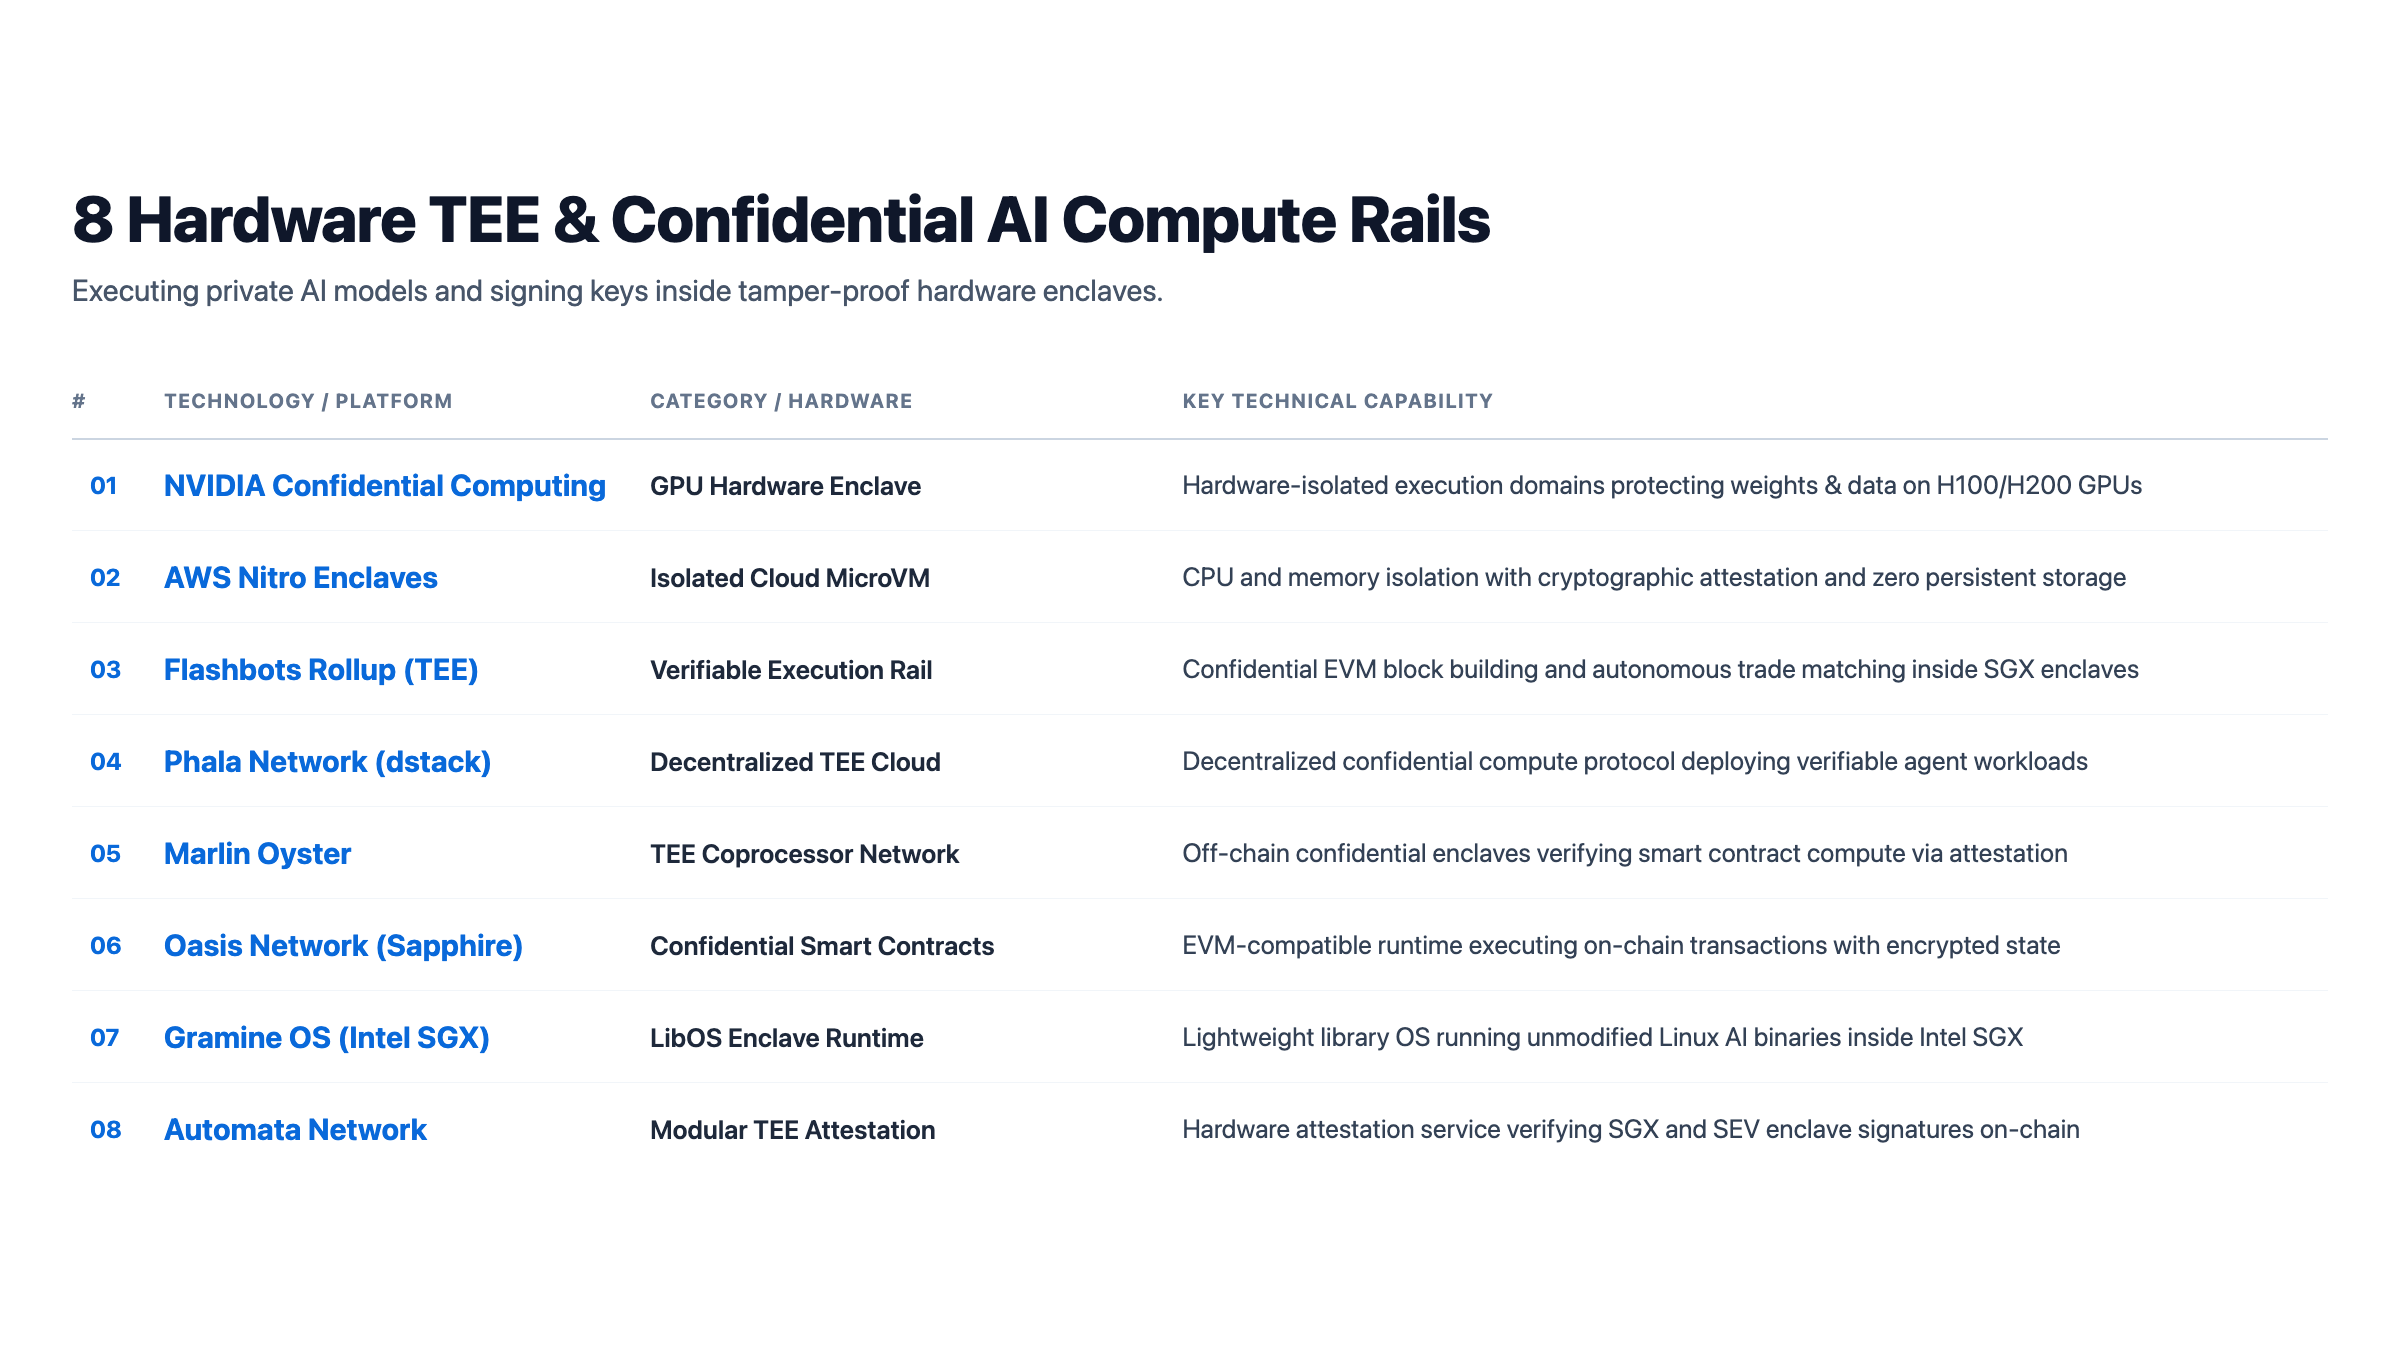 8 Hardware TEE & Confidential AI Compute Rails
Executing private AI models and signing keys inside tamper-proof hardware enclaves.
# TECHNOLOGY / PLATFORM CATEGORY / HARDWARE KEY TECHNICAL CAPABILITY
01 NVIDIA Confidential Computing GPU Hardware Enclave Hardware-isolated execution domains protecting weights & data on H100/H200 GPUs
02 AWS Nitro Enclaves Isolated Cloud MicroVM CPU and memory isolation with cryptographic attestation and zero persistent storage
03 Flashbots Rollup (TEE) Verifiable Execution Rail Confidential EVM block building and autonomous trade matching inside SGX enclaves
04 Phala Network (dstack) Decentralized TEE Cloud Decentralized confidential compute protocol deploying verifiable agent workloads
05 Marlin Oyster TEE Coprocessor Network Off-chain confidential enclaves verifying smart contract compute via attestation
06 Oasis Network (Sapphire) Confidential Smart Contracts EVM-compatible runtime executing on-chain transactions with encrypted state
07 Gramine OS (Intel SGX) LibOS Enclave Runtime Lightweight library OS running unmodified Linux AI binaries inside Intel SGX
08 Automata Network Modular TEE Attestation Hardware attestation service verifying SGX and SEV enclave signatures on-chain